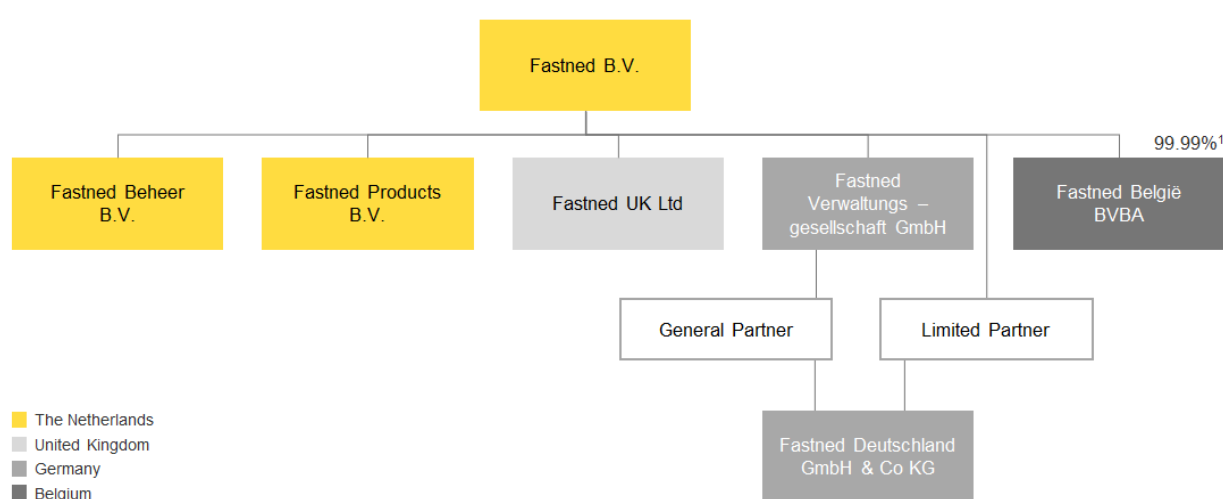 Fastned B.V.
99.99%¹
Fastned Beheer
B.V.
Fastned Products
B.V.
Fastned UK Ltd
Fastned
Verwaltungs –
gesellschaft GmbH
Fastned België
BVBA
General Partner
Limited Partner
Fastned Deutschland
GmbH & Co KG
The Netherlands
United Kingdom
Germany
Belgium